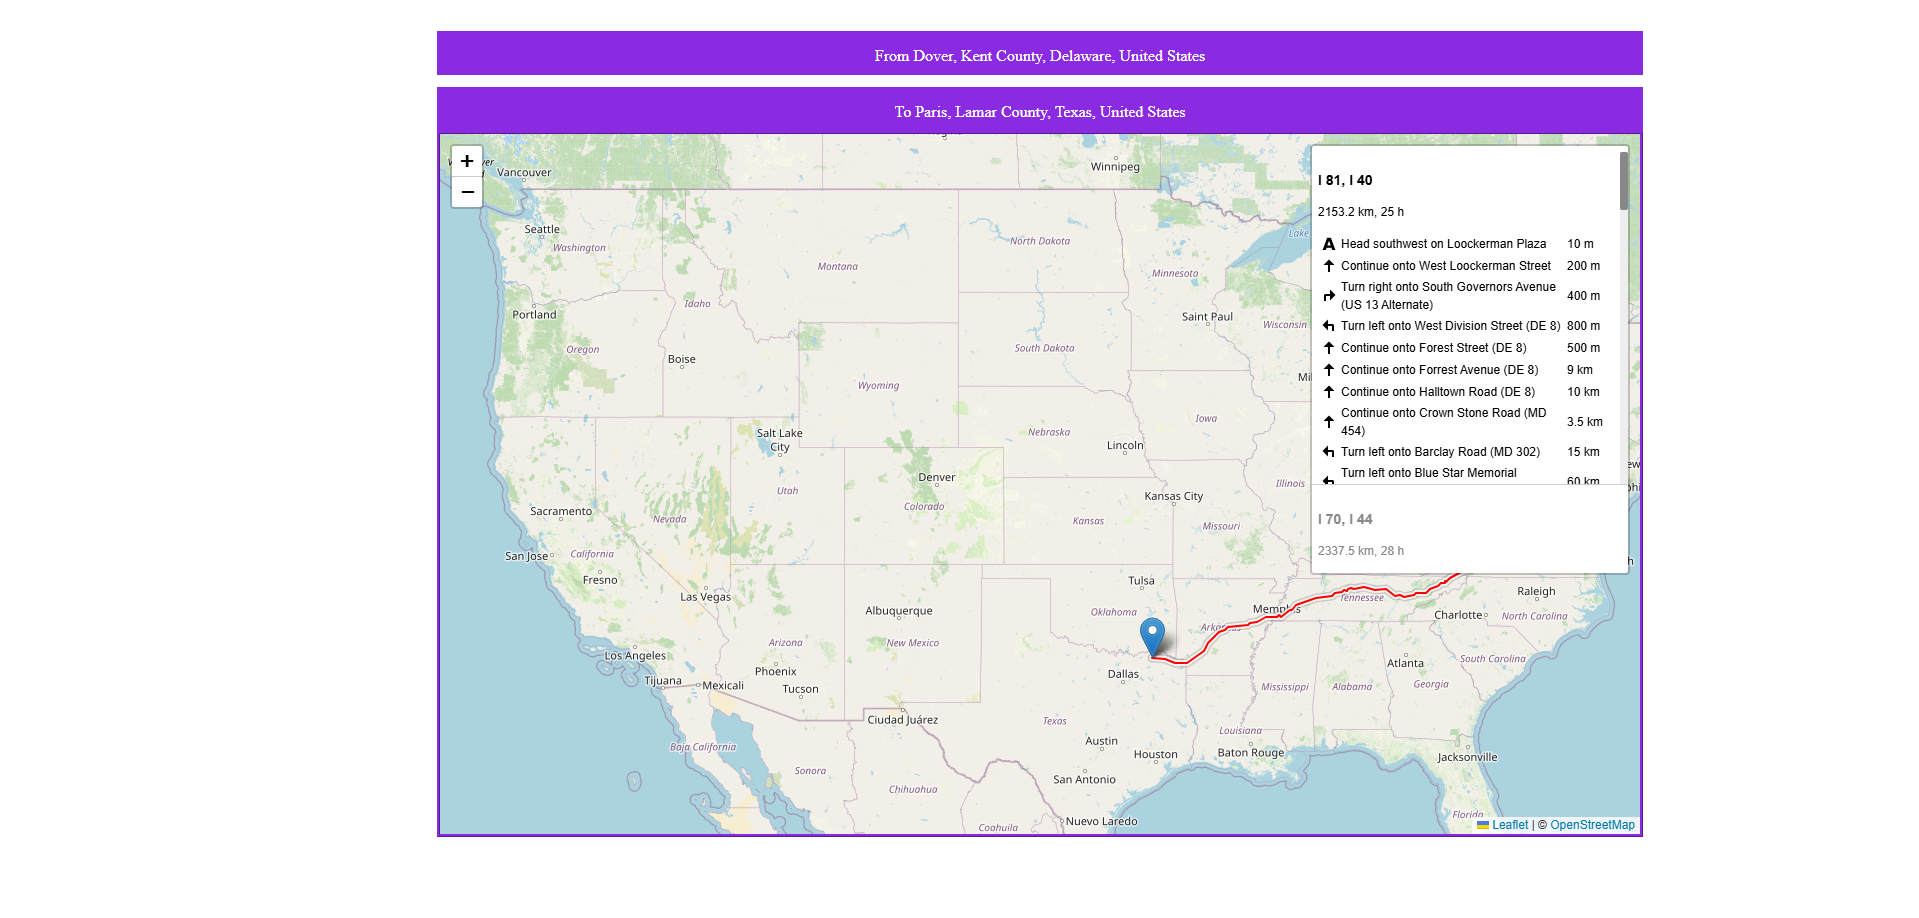 From Dover, Kent County, Delaware, United States
To Paris, Lamar County, Texas, United States
+
−
I 81, I 40
2153.2 km, 25 h
Head southwest on Loockerman Plaza 10 m
Continue onto West Loockerman Street 200 m
Turn right onto South Governors Avenue
(US 13 Alternate) 400 m
Turn left onto West Division Street (DE 8) 800 m
Continue onto Forest Street (DE 8) 500 m
Continue onto Forrest Avenue (DE 8) 9 km
Continue onto Halltown Road (DE 8) 10 km
Continue onto Crown Stone Road (MD
454) 3.5 km
Turn left onto Barclay Road (MD 302) 15 km
Turn left onto Blue Star Memorial
60 km
I 70, I 44
2337.5 km, 28 h
Vancouver
Winnipeg
Seattle
Washington
North Dakota
Lake
Montana
Minnesota
Idaho
Portland
Saint Paul
Wisconsin
Oregon
Boise
South Dakota
Wyoming
Mil
Iowa
Salt Lake
City
Nebraska
Lincoln
Denver
Utah
Illinois
Kansas City
Colorado
Sacramento
Nevada
Kansas
Missouri
San Jose
California
Fresno
Tulsa
Las Vegas
Raleigh
Tennessee
Albuquerque
Oklahoma
Memphis
Charlotte
North Carolina
Arkansas
Arizona
New Mexico
Los Angeles
Atlanta
South Carolina
Phoenix
Dallas
Tijuana
Mexicali
Tucson
Mississippi
Alabama
Georgia
Ciudad Juárez
Texas
Louisiana
Austin
Baja California
Houston
Baton Rouge
Jacksonville
Sonora
San Antonio
Chihuahua
Florida
Nuevo Laredo
Coahuila
Leaflet | © OpenStreetMap